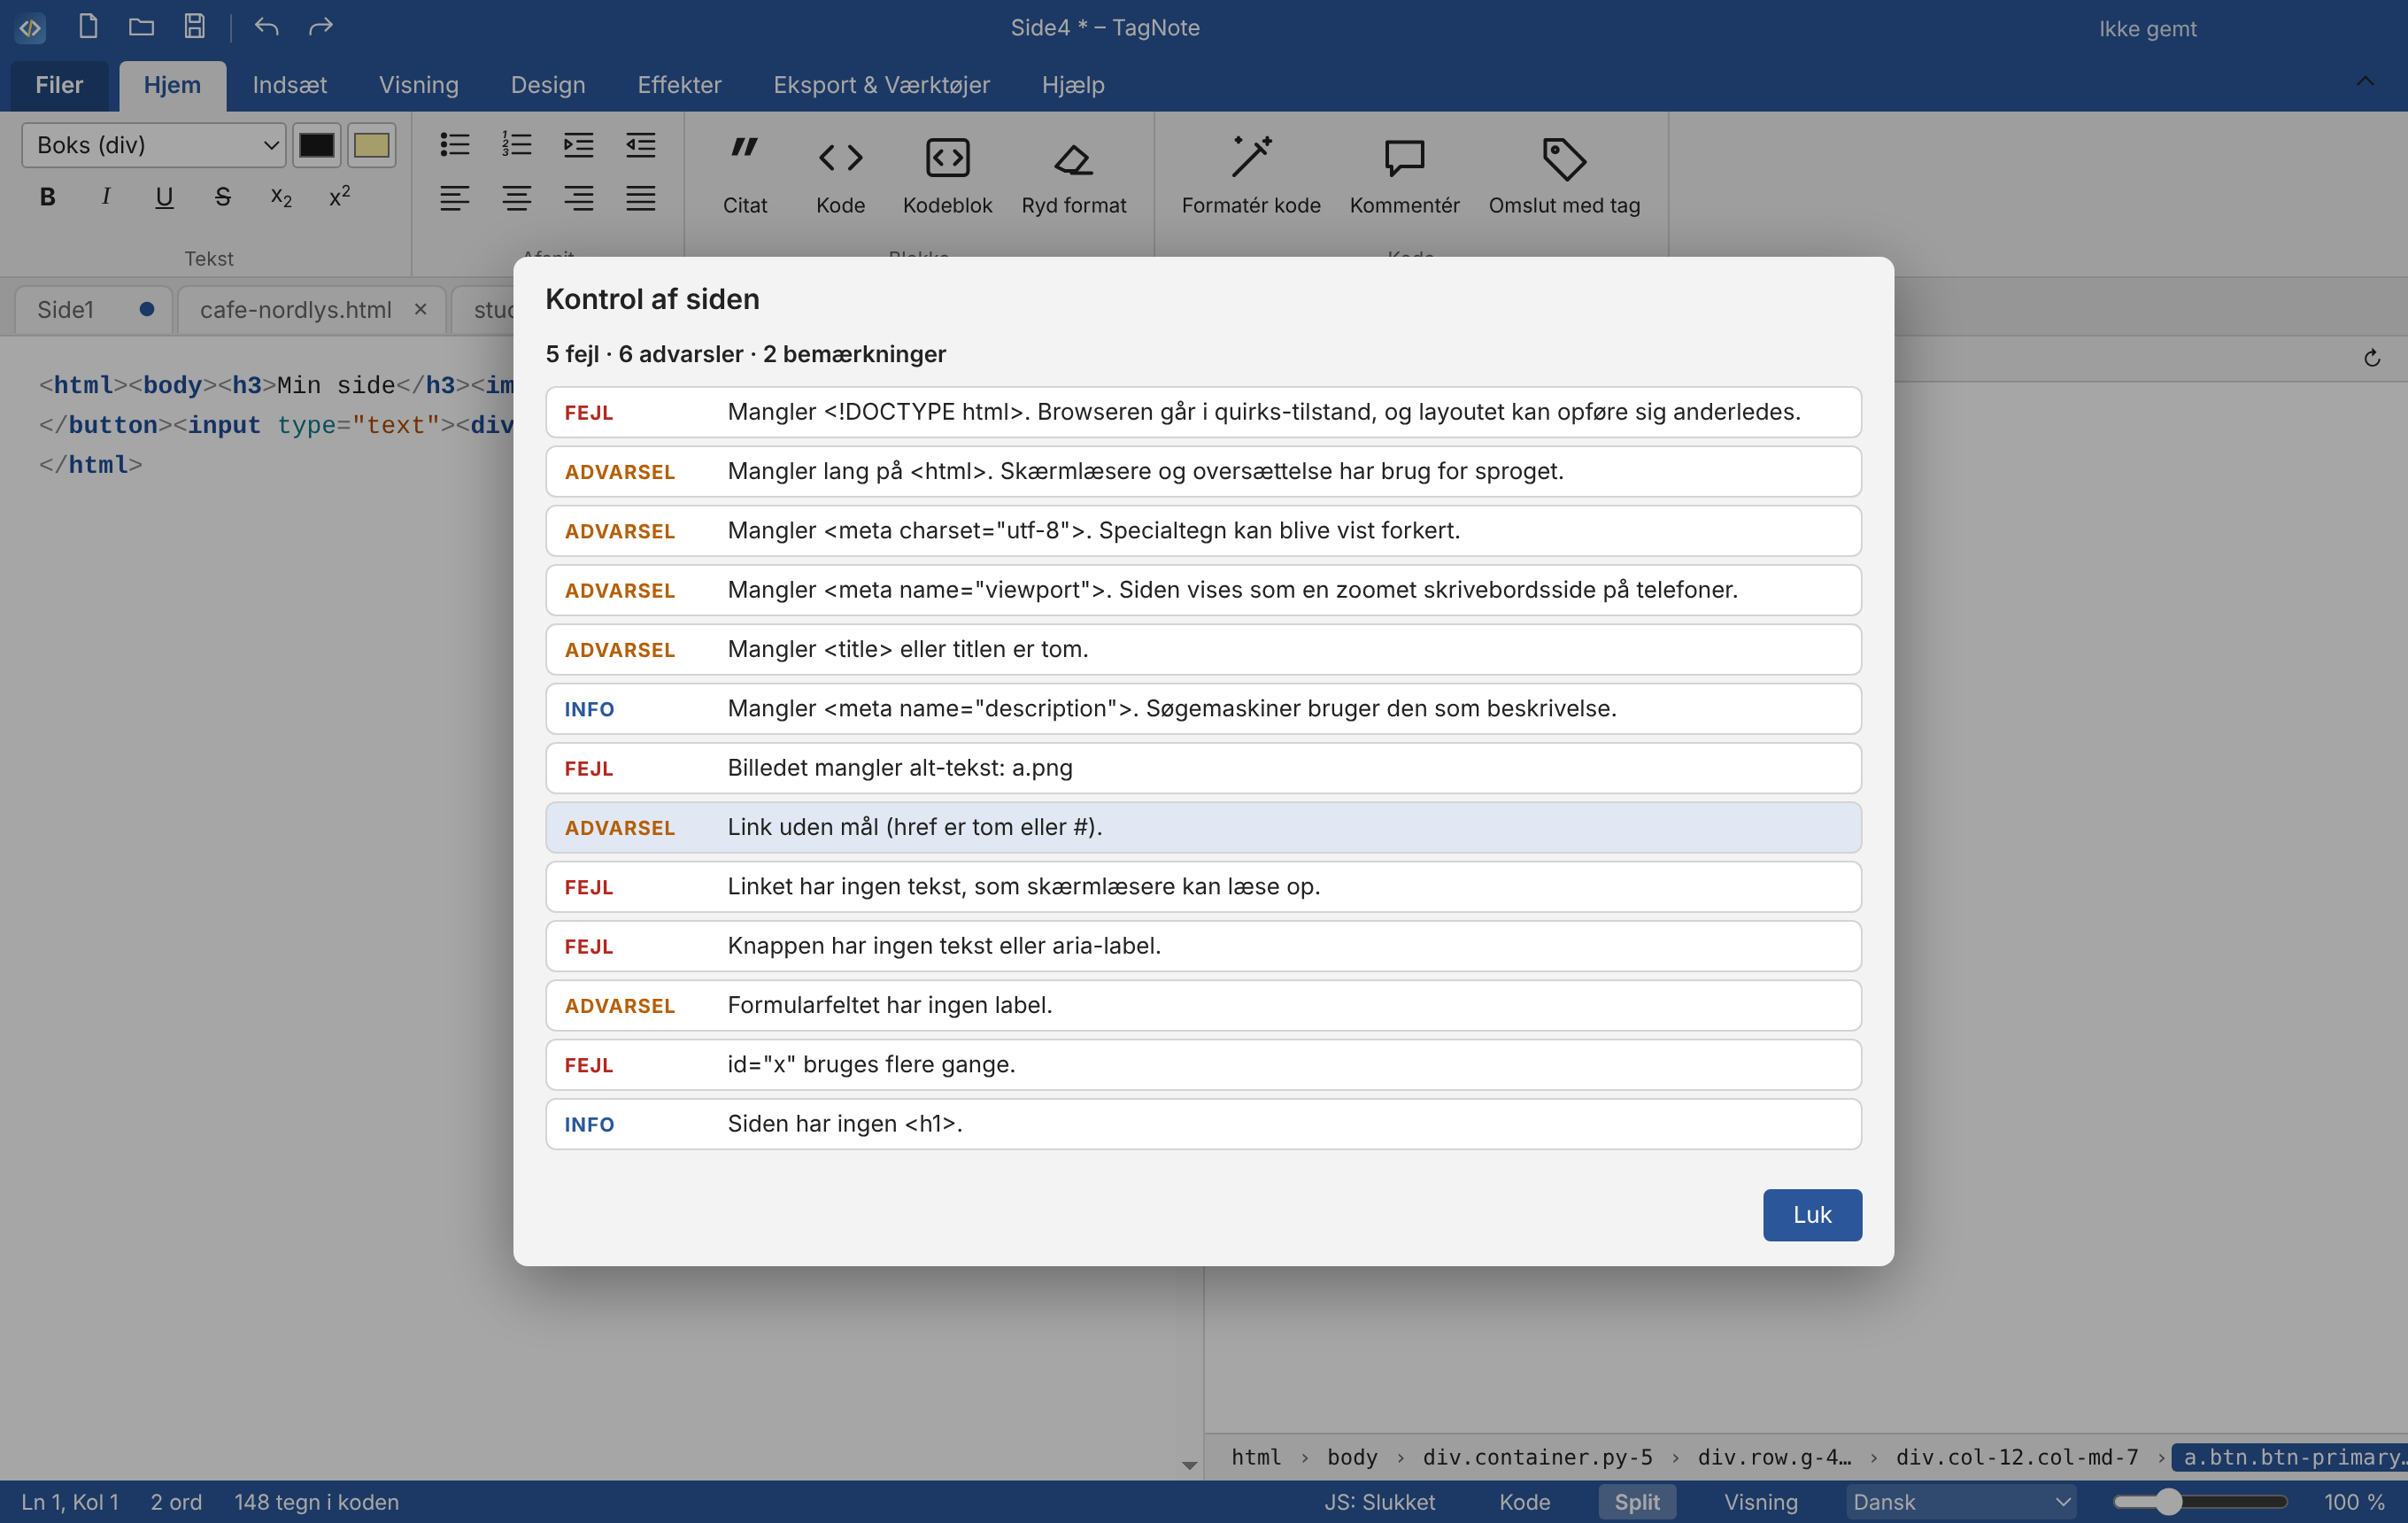 Side4 * – TagNote
Ikke gemt
Filer Hjem Indsæt Visning Design Effekter Eksport & Værktøjer Hjælp
Boks (div)
B I U S x2 x2
Citat Kode Kodeblok Ryd format Formatér kode Kommentér Omslut med tag
Tekst
Side1 cafe-nordlys.html ×
<html><body><h3>Min side</h3><im
</button><input type="text"><div
</html>
Kontrol af siden
5 fejl · 6 advarsler · 2 bemærkninger
FEJL Mangler <!DOCTYPE html>. Browseren går i quirks-tilstand, og layoutet kan opføre sig anderledes.
ADVARSEL Mangler lang på <html>. Skærmlæsere og oversættelse har brug for sproget.
ADVARSEL Mangler <meta charset="utf-8">. Specialtegn kan blive vist forkert.
ADVARSEL Mangler <meta name="viewport">. Siden vises som en zoomet skrivebordsside på telefoner.
ADVARSEL Mangler <title> eller titlen er tom.
INFO Mangler <meta name="description">. Søgemaskiner bruger den som beskrivelse.
FEJL Billedet mangler alt-tekst: a.png
ADVARSEL Link uden mål (href er tom eller #).
FEJL Linket har ingen tekst, som skærmlæsere kan læse op.
FEJL Knappen har ingen tekst eller aria-label.
ADVARSEL Formularfeltet har ingen label.
FEJL id="x" bruges flere gange.
INFO Siden har ingen <h1>.
Luk
html › body › div.container.py-5 › div.row.g-4… › div.col-12.col-md-7 › a.btn.btn-primary…
Ln 1, Kol 1 2 ord 148 tegn i koden
JS: Slukket Kode Split Visning Dansk 100 %